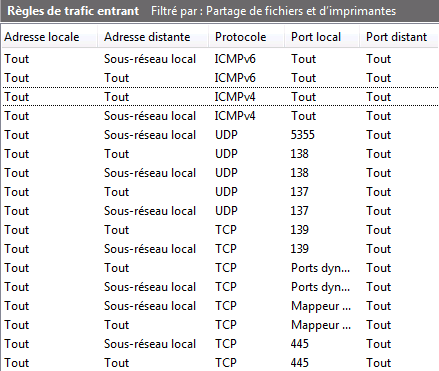 Règles de trafic entrant Filtré par : Partage de fichiers et d'imprimantes
Adresse locale Adresse distante Protocole Port local Port distant
Tout Sous-réseau local ICMPv6 Tout Tout
Tout Tout ICMPv6 Tout Tout
Tout Tout ICMPv4 Tout Tout
Tout Sous-réseau local ICMPv4 Tout Tout
Tout Sous-réseau local UDP 5355 Tout
Tout Tout UDP 138 Tout
Tout Sous-réseau local UDP 138 Tout
Tout Tout UDP 137 Tout
Tout Sous-réseau local UDP 137 Tout
Tout Tout TCP 139 Tout
Tout Sous-réseau local TCP 139 Tout
Tout Tout TCP Ports dyn... Tout
Tout Sous-réseau local TCP Ports dyn... Tout
Tout Sous-réseau local TCP Mappeur ... Tout
Tout Tout TCP Mappeur ... Tout
Tout Sous-réseau local TCP 445 Tout
Tout Tout TCP 445 Tout